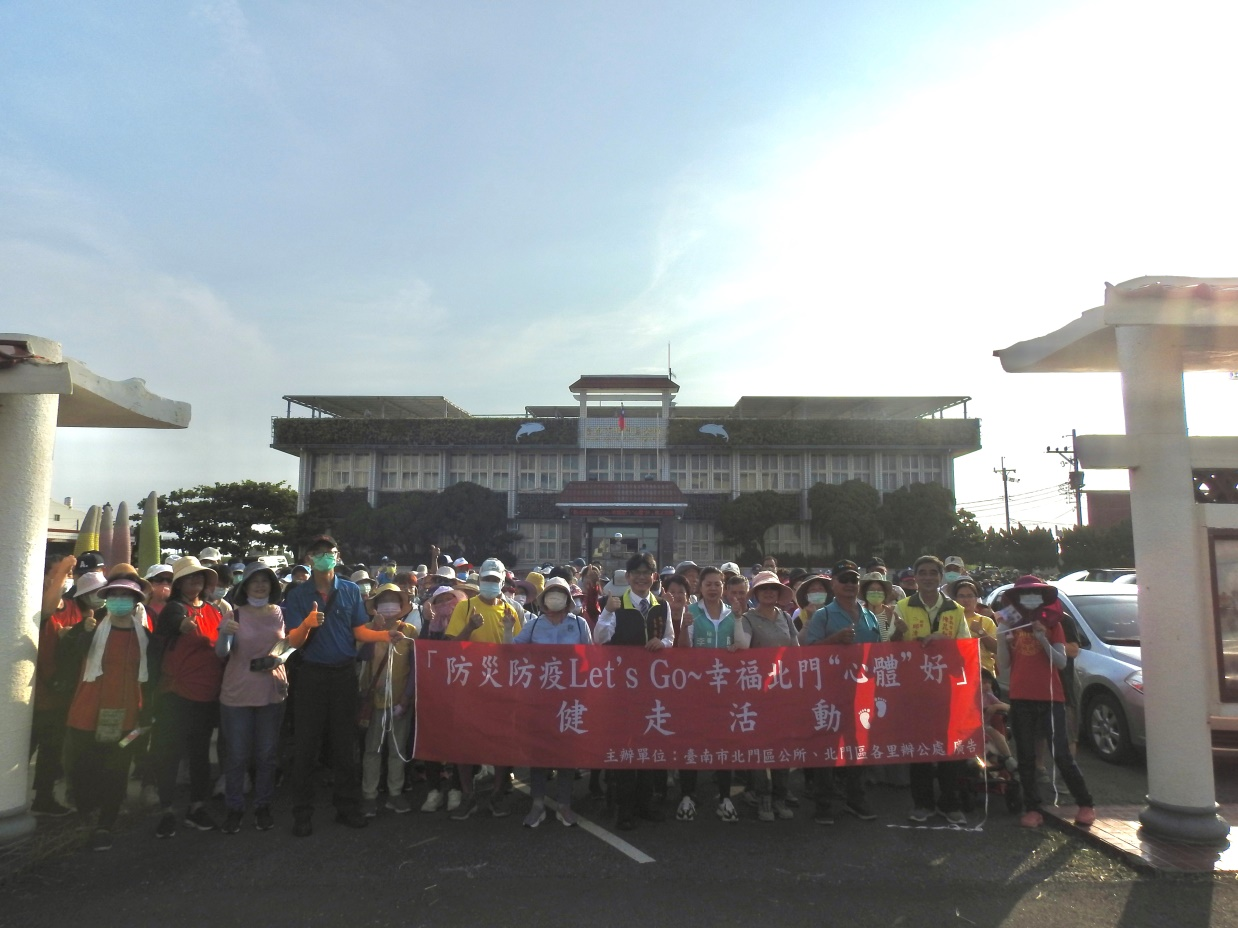 「防災防疫Let's Go~幸福北門“心體”好」
健走活動
主辦單位：臺南市北門區公所、北門區各里辦公處 廣告